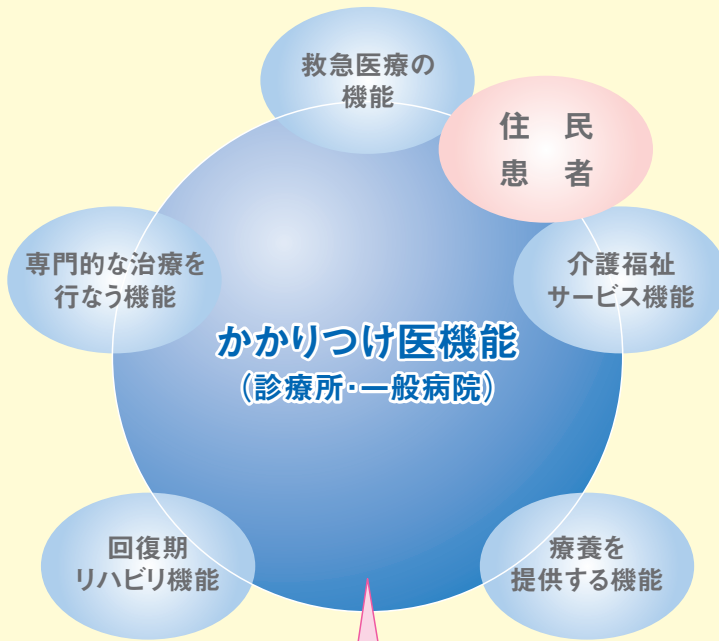 救急医療の
機能
住　民
患　者
専門的な治療を
行なう機能
介護福祉
サービス機能
かかりつけ医機能
（診療所・一般病院）
回復期
リハビリ機能
療養を
提供する機能